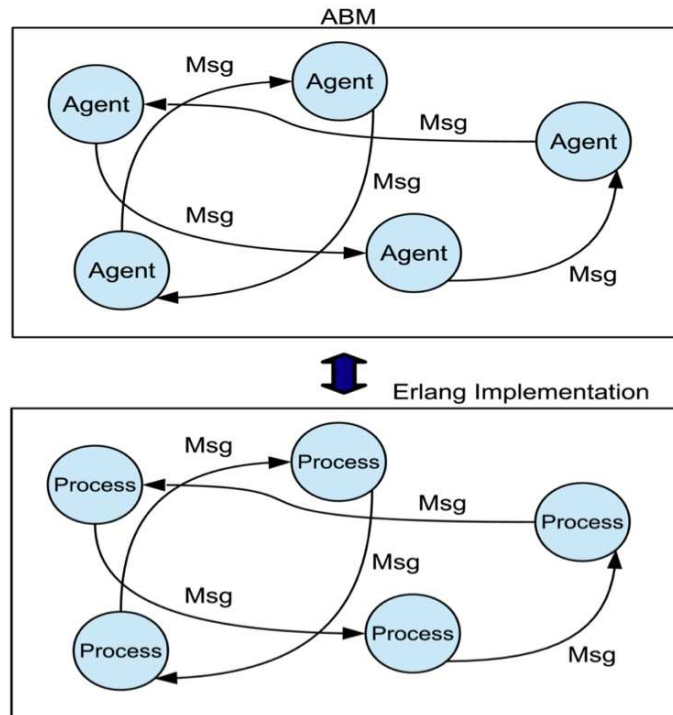 ABM
Msg
Agent
Agent
Msg
Agent
Msg
Msg
Agent
Agent
Msg
Erlang Implementation
Msg
Process
Process
Msg
Process
Msg
Msg
Process
Process
Msg